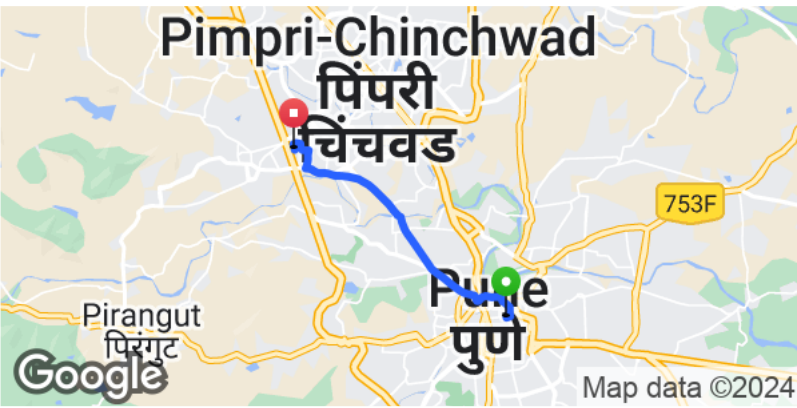 Pimpri-Chinchwad
पिंपरी
चिंचवड
753F
Pune
पुणे
Pirangut
पिरंगुट
Google
Map data ©2024